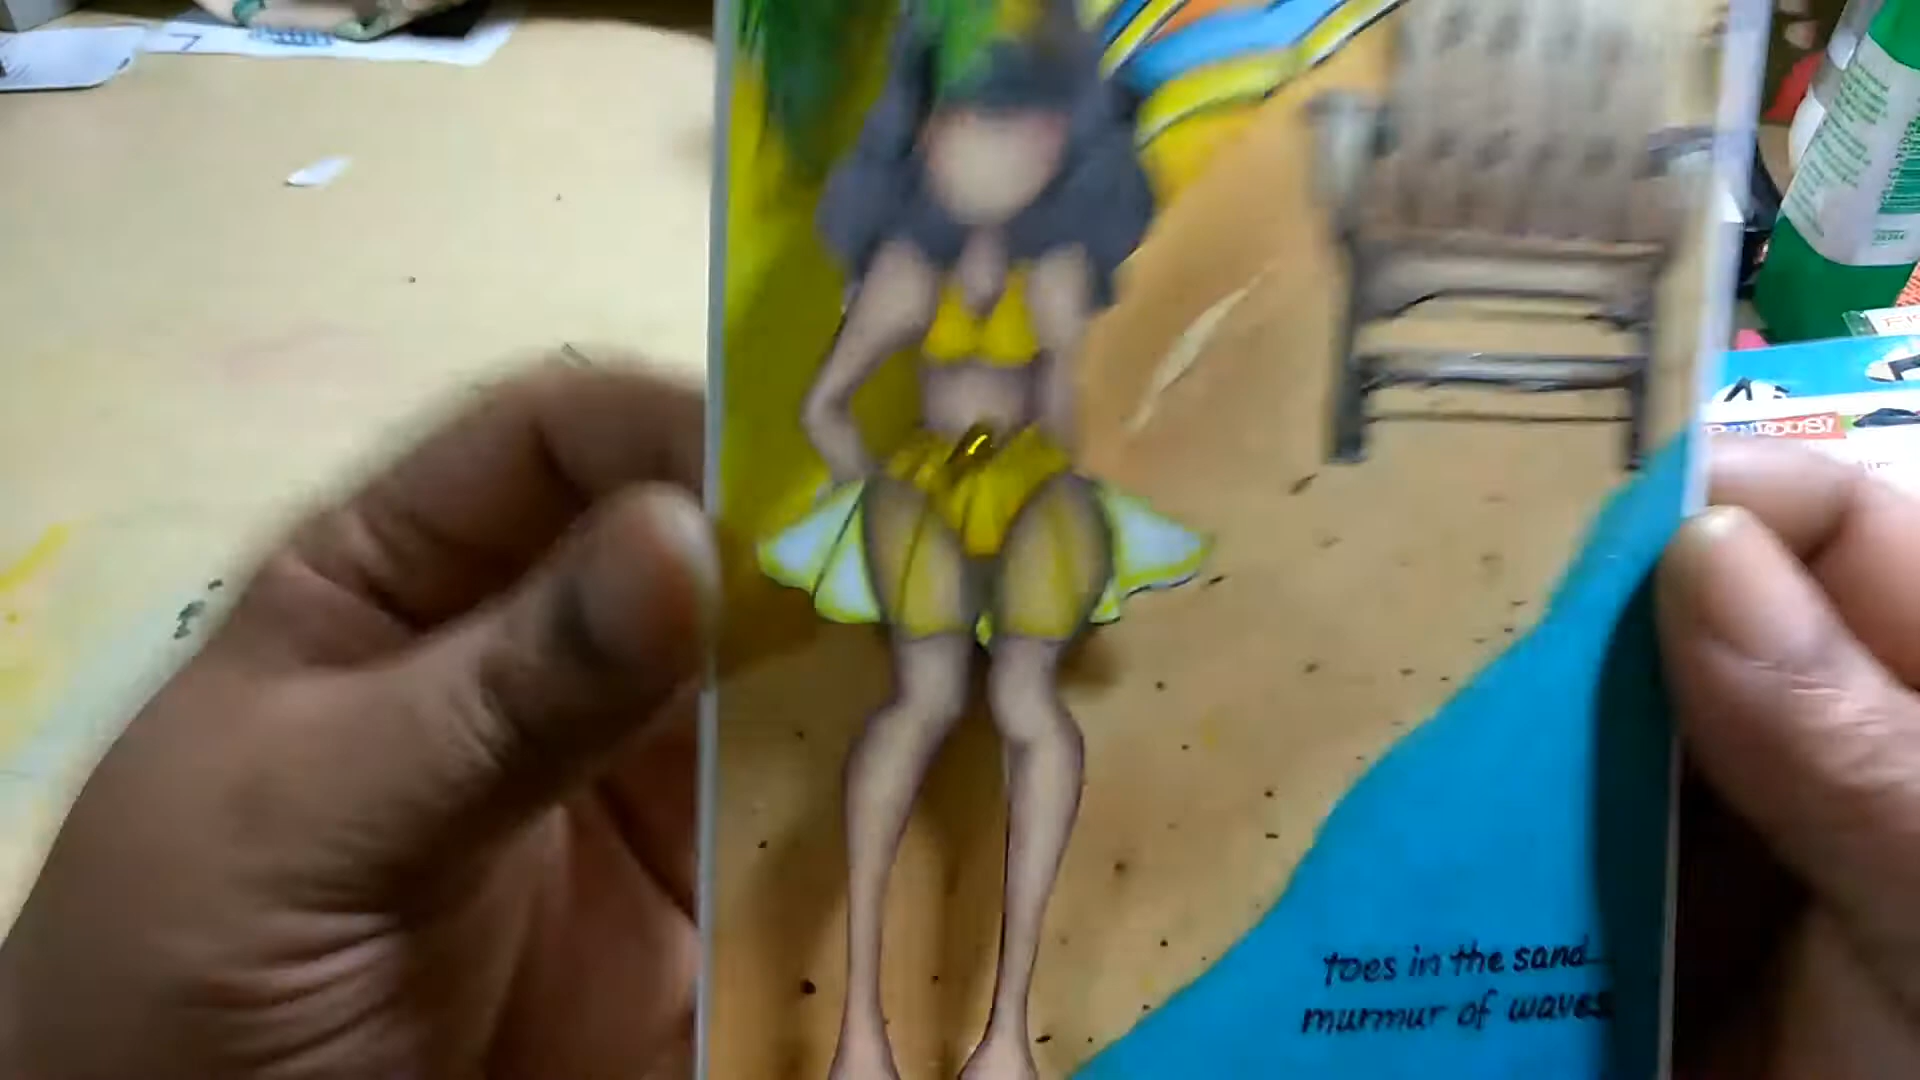 toes in the sand
murmur of waves